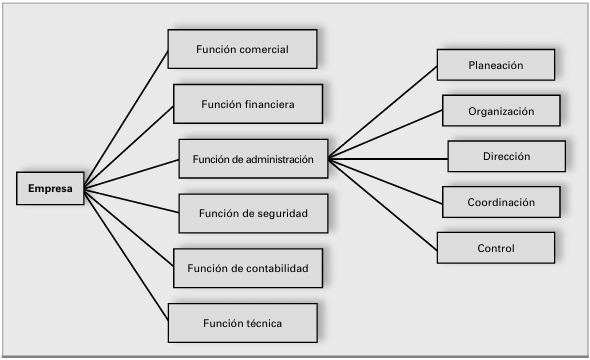 Empresa
Función comercial
Función financiera
Función de administración
Función de seguridad
Función de contabilidad
Función técnica
Planeación
Organización
Dirección
Coordinación
Control